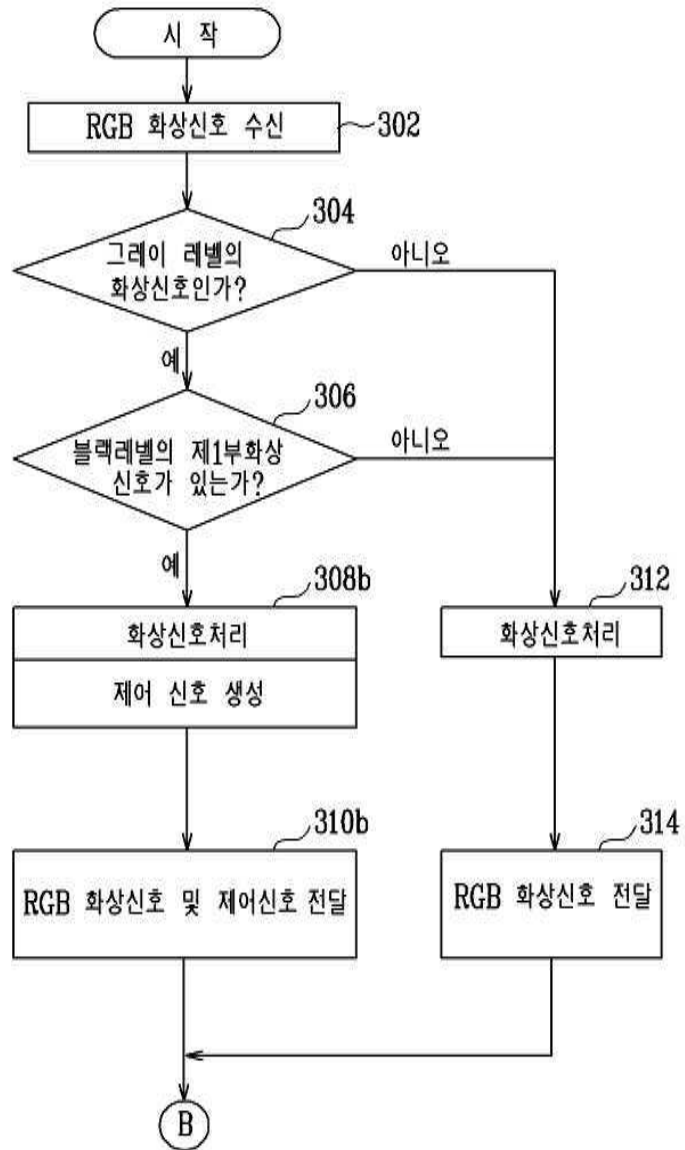 시 작
RGB 화상신호 수신
302
304
그레이 레벨의
화상신호인가?
아니오
예
306
블랙레벨의 제1부화상
신호가 있는가?
아니오
예
308b
화상신호처리
제어 신호 생성
312
화상신호처리
310b
RGB 화상신호 및 제어신호 전달
314
RGB 화상신호 전달
B